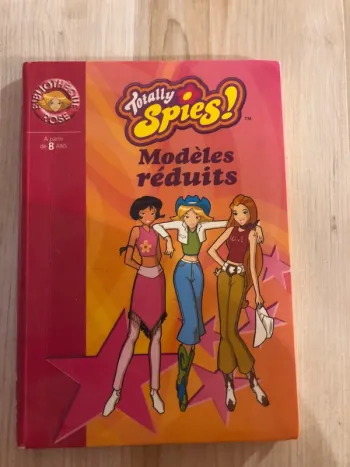 BIBLIOTHÈQUE
ROSE
À partir
de 8 ANS
Totally
Spies!
TM
Modèles
réduits